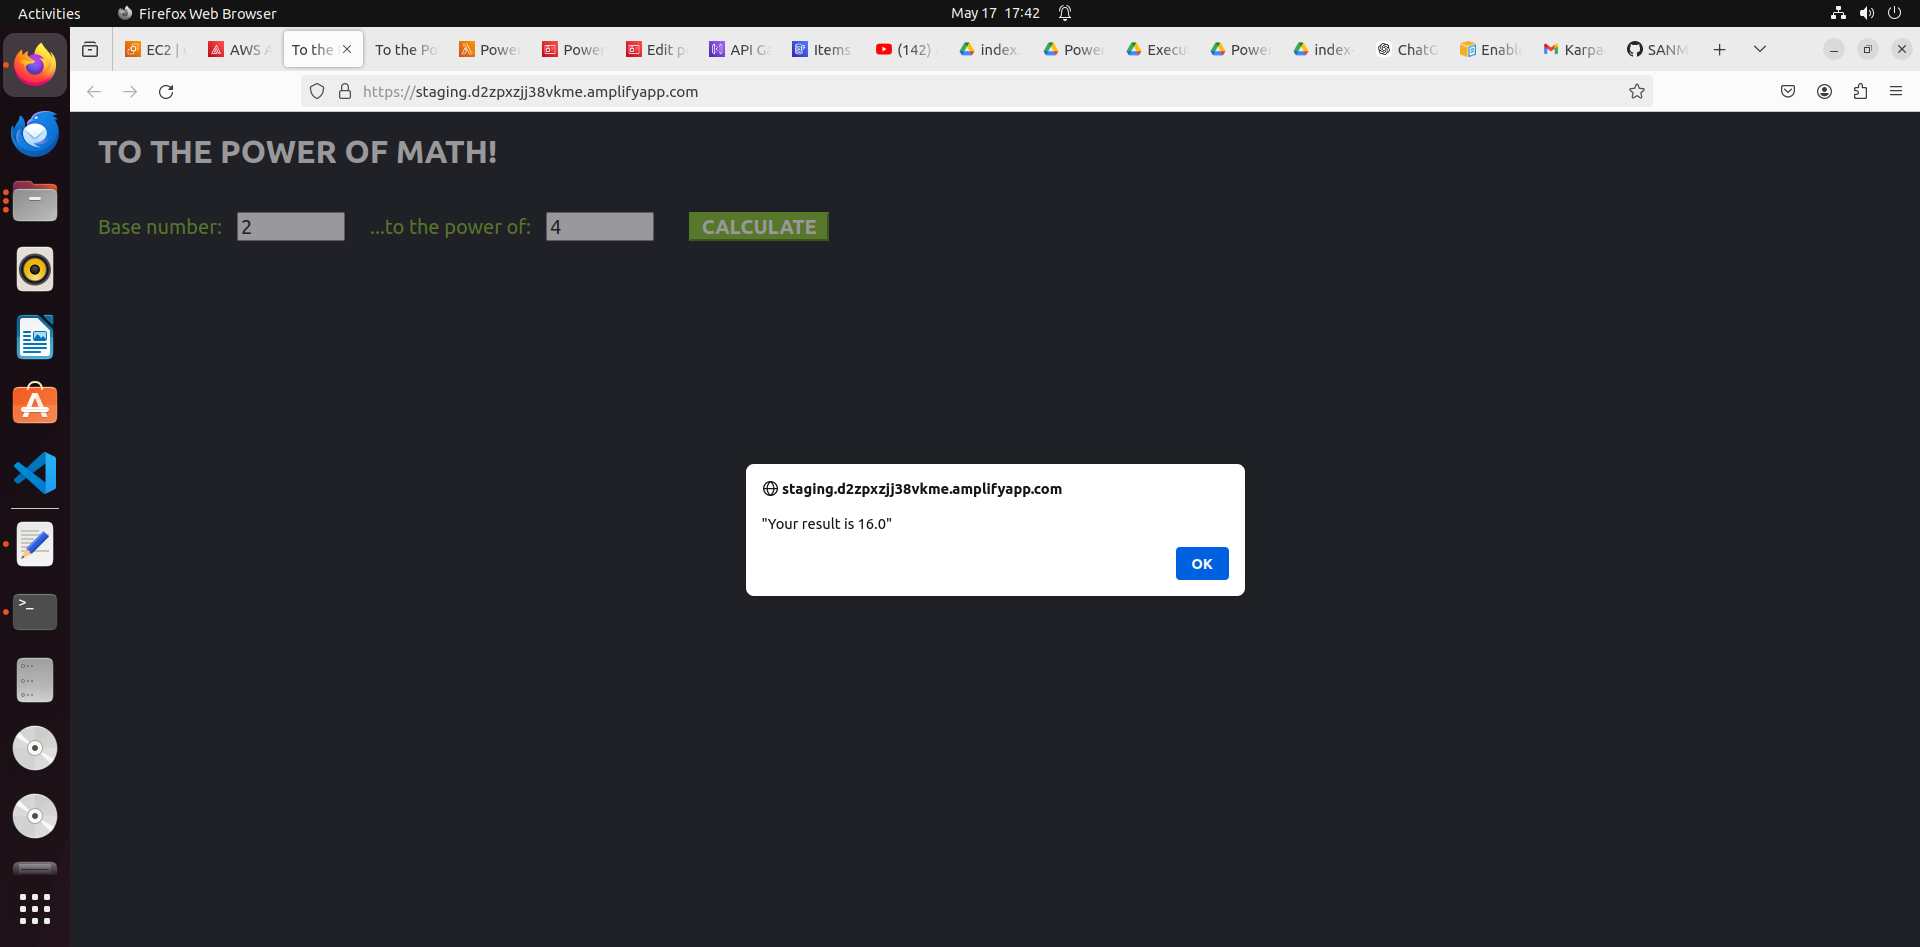 Activities Firefox Web Browser May 17 17:42
EC2 | AWS A To the To the Po Power Power Edit p API Ga Items (142) index. Power Execu Power index- ChatG Enable Karpa SANM
https://staging.d2zpxzjj38vkme.amplifyapp.com
TO THE POWER OF MATH!
Base number: 2 ...to the power of: 4 CALCULATE
staging.d2zpxzjj38vkme.amplifyapp.com
"Your result is 16.0"
OK